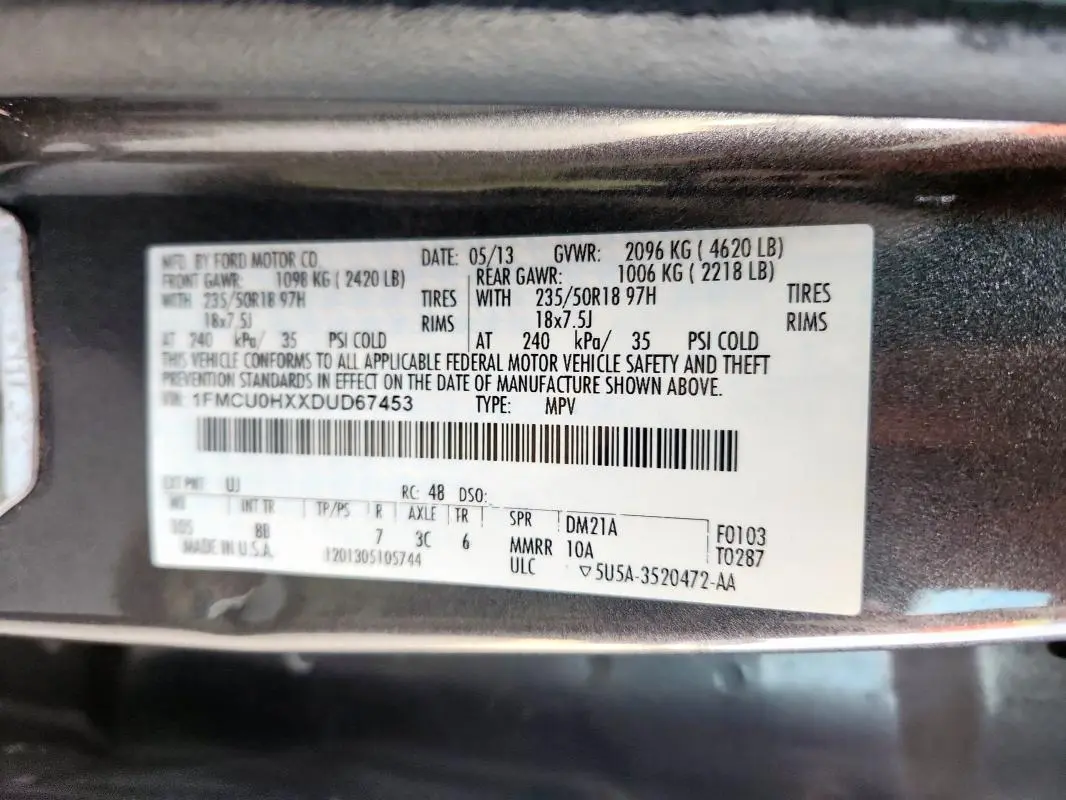 MFD. BY FORD MOTOR CO. DATE: 05/13 GVWR: 2096 KG ( 4620 LB)
FRONT GAWR: 1098 KG ( 2420 LB) REAR GAWR: 1006 KG ( 2218 LB)
WITH 235/50R18 97H TIRES WITH 235/50R18 97H TIRES
18x7.5J RIMS 18x7.5J RIMS
AT 240 kPa/ 35 PSI COLD AT 240 kPa/ 35 PSI COLD
THIS VEHICLE CONFORMS TO ALL APPLICABLE FEDERAL MOTOR VEHICLE SAFETY AND THEFT
PREVENTION STANDARDS IN EFFECT ON THE DATE OF MANUFACTURE SHOWN ABOVE.
VIN: 1FMCU0HXXDUD67453 TYPE: MPV
EXT PNT: UJ RC: 48 DSO:
WB INT TR TP/PS R AXLE TR SPR DM21A F0103
105 8B 7 3C 6 MMRR 10A T0287
MADE IN U.S.A. 1201305105744 ULC ▽5U5A-3520472-AA